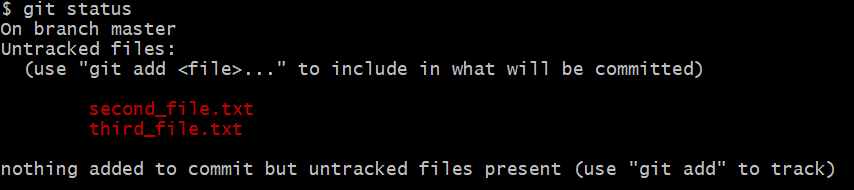 $ git status
On branch master
Untracked files:
  (use "git add <file>..." to include in what will be committed)
        second_file.txt
        third_file.txt
nothing added to commit but untracked files present (use "git add" to track)